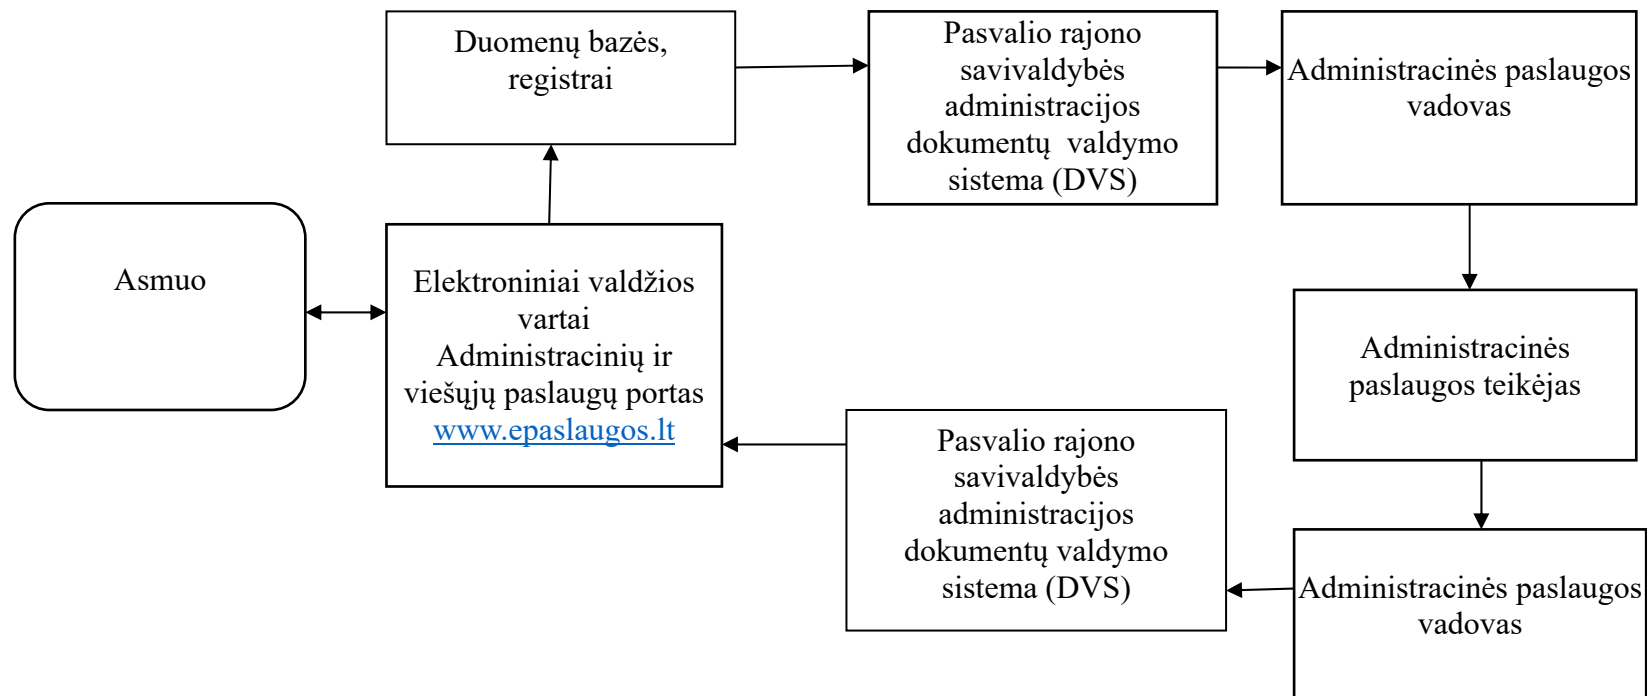 Duomenų bazės,
registrai
Pasvalio rajono
savivaldybės
administracijos
dokumentų valdymo
sistema (DVS)
Administracinės paslaugos
vadovas
Asmuo
Elektroniniai valdžios
vartai
Administracinių ir
viešųjų paslaugų portas
www.epaslaugos.lt
Administracinės
paslaugos teikėjas
Pasvalio rajono
savivaldybės
administracijos
dokumentų valdymo
sistema (DVS)
Administracinės paslaugos
vadovas